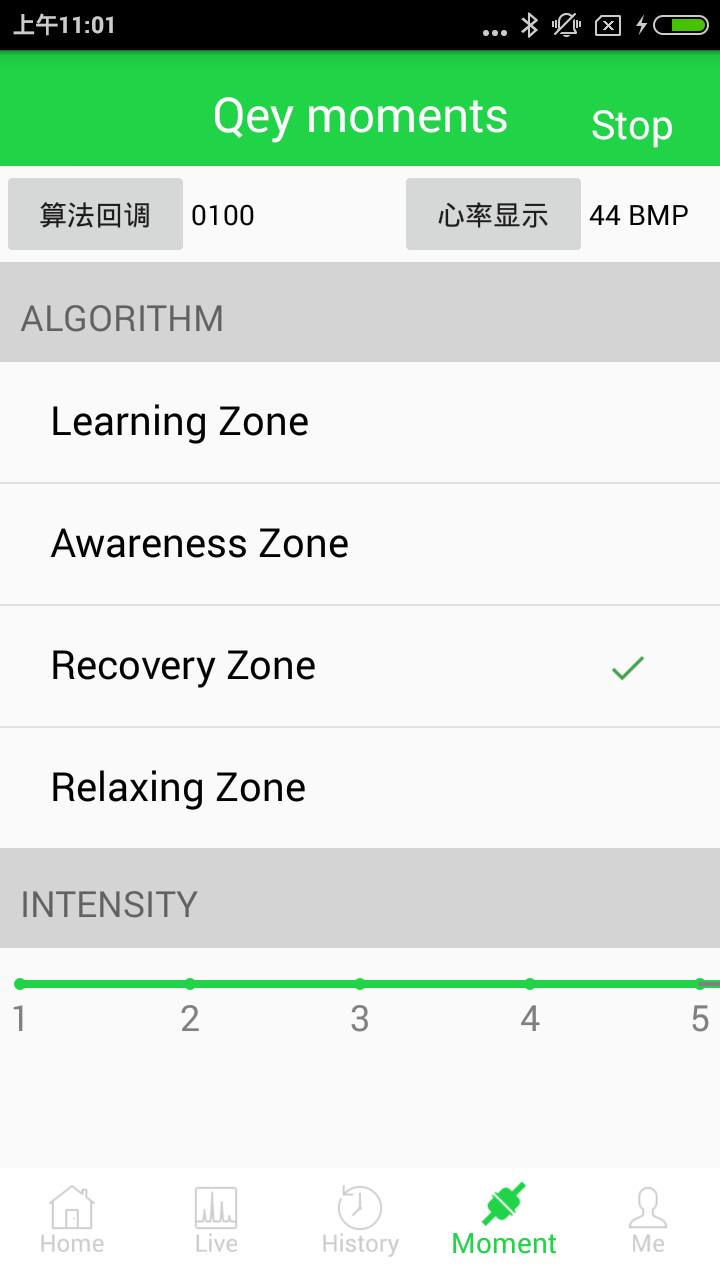 上午11:01
Qey moments
Stop
算法回调 0100 心率显示 44 BMP
ALGORITHM
Learning Zone
Awareness Zone
Recovery Zone
Relaxing Zone
INTENSITY
1 2 3 4 5
Home Live History Moment Me